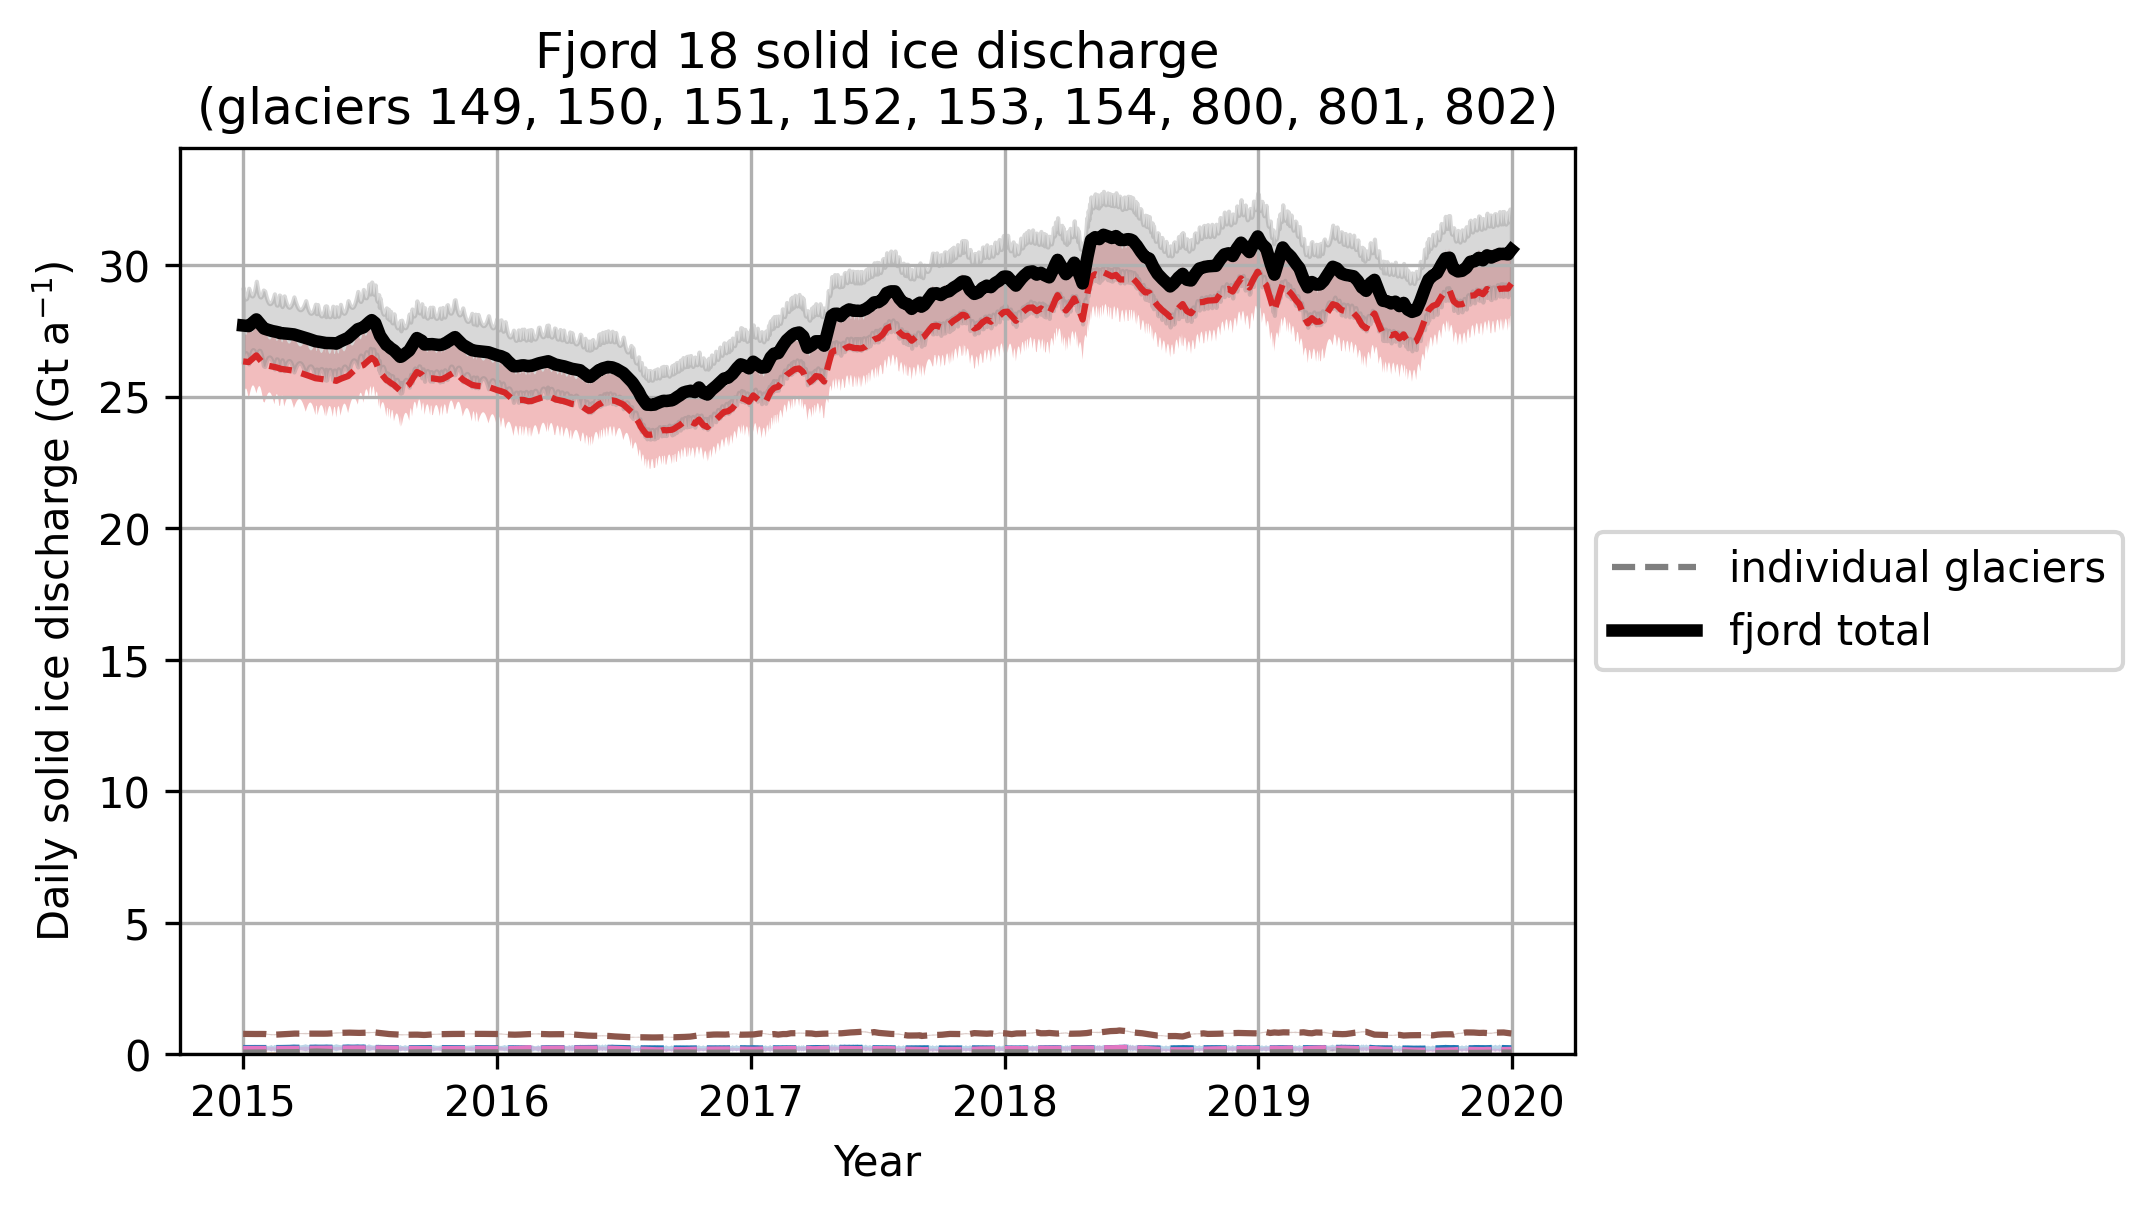 Fjord 18 solid ice discharge
(glaciers 149, 150, 151, 152, 153, 154, 800, 801, 802)
Daily solid ice discharge (Gt a⁻¹)
30
25
20
15
10
5
0
2015 2016 2017 2018 2019 2020
Year
individual glaciers
fjord total